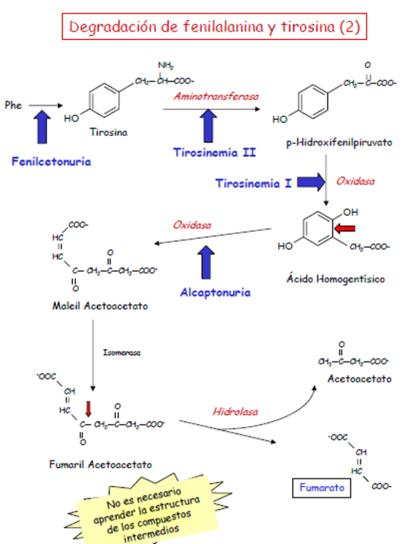 Degradación de fenilalanina y tirosina (2)
NH₂
CH₂-CH-COO-
O
CH₂-C-COO-
Aminotransferasa
Phe
HO
Tirosina
HO
p-Hidroxifenilpiruvato
Fenilcetonuria
Tirosinemia II
Tirosinemia I
Oxidasa
Oxidasa
COO-
HC
HC
O
C-CH₂-C-CH₂-COO-
O
OH
HO
CH₂-COO-
Alcaptonuria
Ácido Homogentísico
Maleil Acetoacetato
Isomerasa
O
CH₃-C-CH₂-COO-
Acetoacetato
-OOC
CH
HC
O
C-CH₂-C-CH₂-COO-
O
Hidrolasa
Fumaril Acetoacetato
-OOC
CH
HC
COO-
Fumarato
No es necesario
aprender la estructura
de los compuestos
intermedios